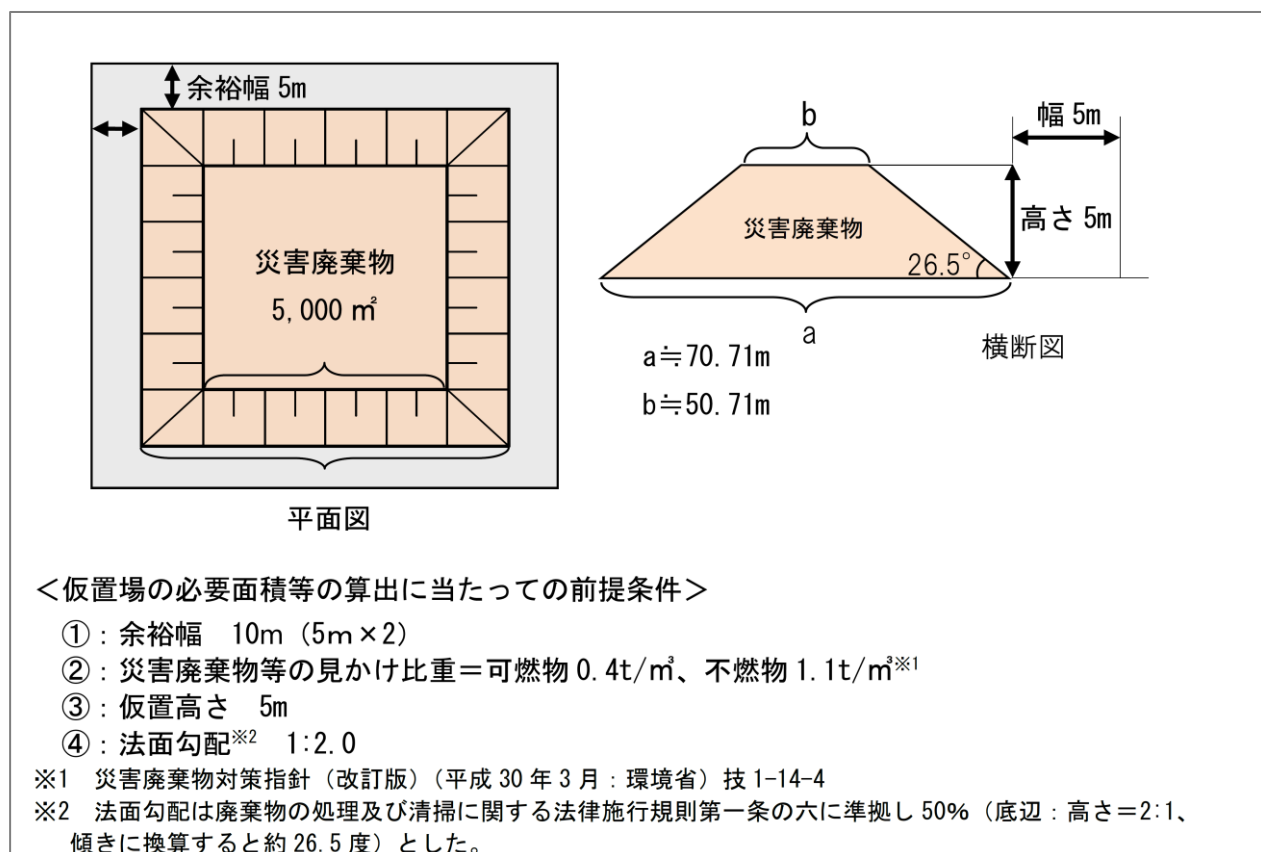 余裕幅 5m
災害廃棄物
5,000 ㎡
平面図
b
幅 5m
災害廃棄物
高さ 5m
26.5°
a
横断図
a≒70.71m
b≒50.71m
＜仮置場の必要面積等の算出に当たっての前提条件＞
①：余裕幅　10m（5m×2）
②：災害廃棄物等の見かけ比重＝可燃物 0.4t/㎥、不燃物 1.1t/㎥※1
③：仮置高さ　5m
④：法面勾配※2　1:2.0
※1　災害廃棄物対策指針（改訂版）（平成 30 年 3 月：環境省）技 1-14-4
※2　法面勾配は廃棄物の処理及び清掃に関する法律施行規則第一条の六に準拠し 50%（底辺：高さ＝2:1、
傾きに換算すると約 26.5 度）とした。